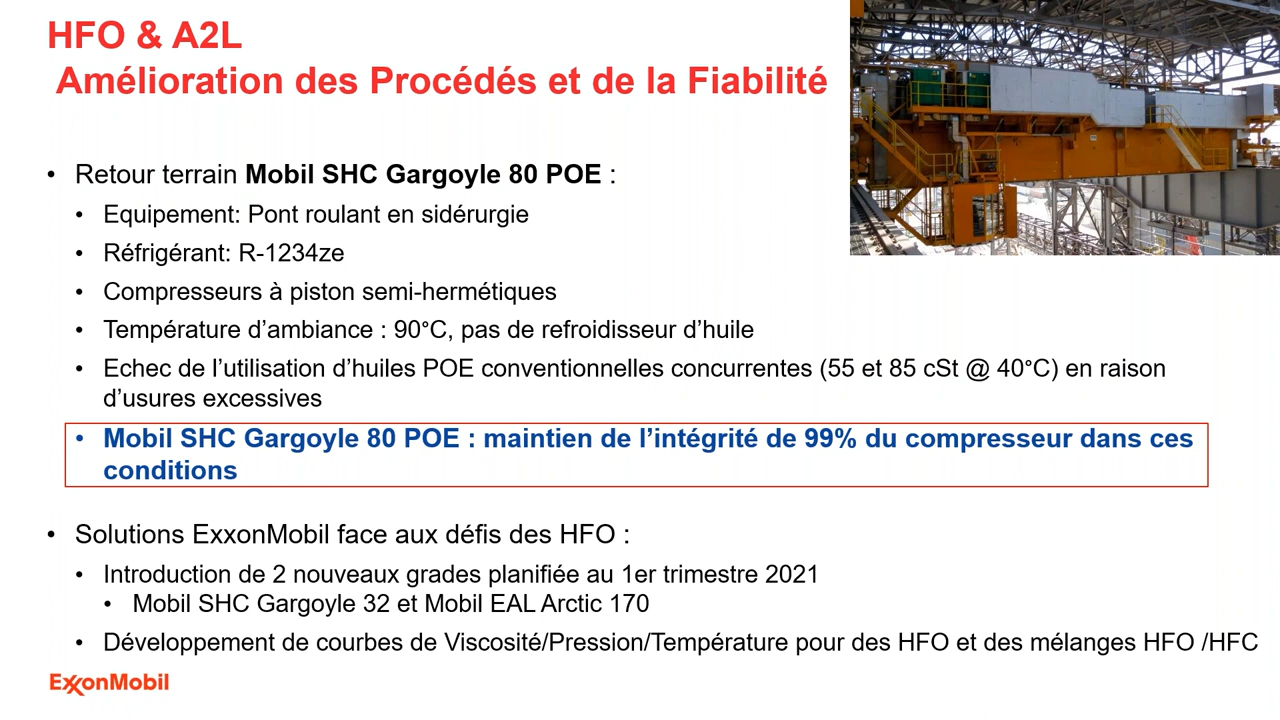 HFO & A2L
Amélioration des Procédés et de la Fiabilité
• Retour terrain Mobil SHC Gargoyle 80 POE :
• Equipement: Pont roulant en sidérurgie
• Réfrigérant: R-1234ze
• Compresseurs à piston semi-hermétiques
• Température d’ambiance : 90°C, pas de refroidisseur d’huile
• Echec de l’utilisation d’huiles POE conventionnelles concurrentes (55 et 85 cSt @ 40°C) en raison
d’usures excessives
• Mobil SHC Gargoyle 80 POE : maintien de l’intégrité de 99% du compresseur dans ces
conditions
• Solutions ExxonMobil face aux défis des HFO :
• Introduction de 2 nouveaux grades planifiée au 1er trimestre 2021
• Mobil SHC Gargoyle 32 et Mobil EAL Arctic 170
• Développement de courbes de Viscosité/Pression/Température pour des HFO et des mélanges HFO /HFC
ExxonMobil